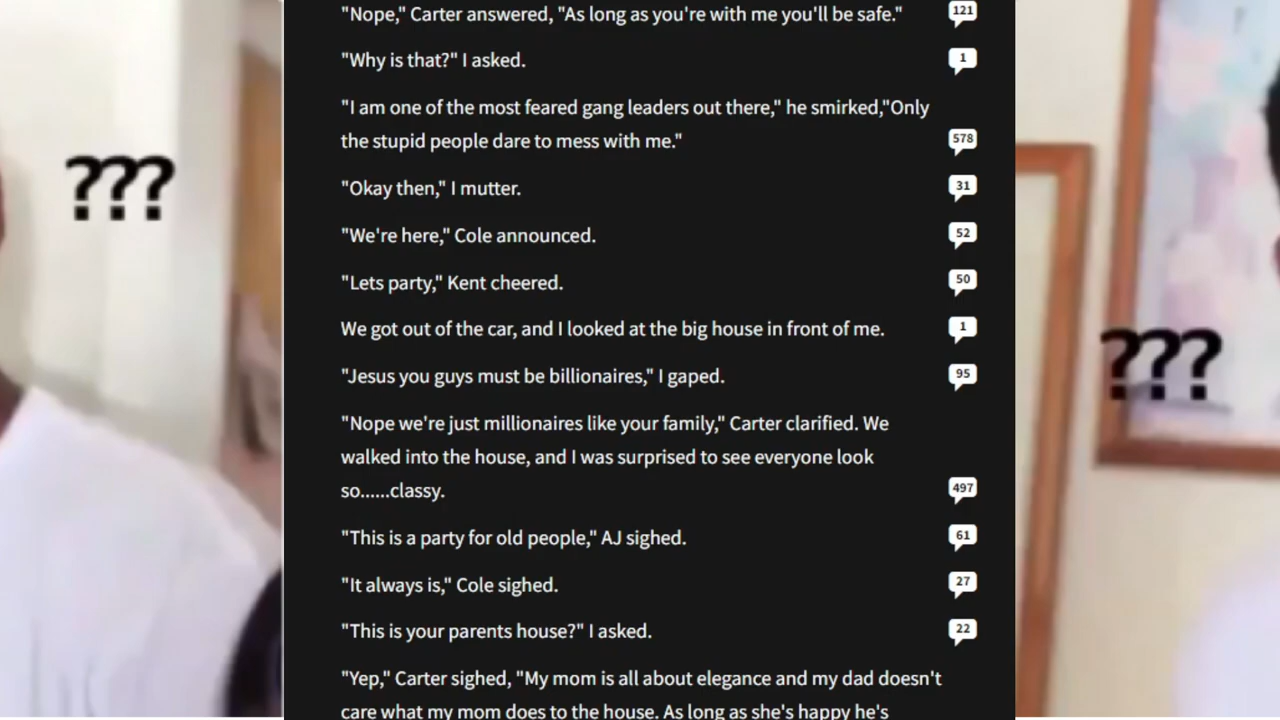 "Nope," Carter answered, "As long as you're with me you'll be safe."
121
"Why is that?" I asked.
1
"I am one of the most feared gang leaders out there," he smirked,"Only
the stupid people dare to mess with me."
578
"Okay then," I mutter.
31
???
"We're here," Cole announced.
52
"Lets party," Kent cheered.
50
We got out of the car, and I looked at the big house in front of me.
1
"Jesus you guys must be billionaires," I gaped.
95
???
"Nope we're just millionaires like your family," Carter clarified. We
walked into the house, and I was surprised to see everyone look
so......classy.
497
"This is a party for old people," AJ sighed.
61
"It always is," Cole sighed.
27
"This is your parents house?" I asked.
22
"Yep," Carter sighed, "My mom is all about elegance and my dad doesn't
care what my mom does to the house. As long as she's happy he's